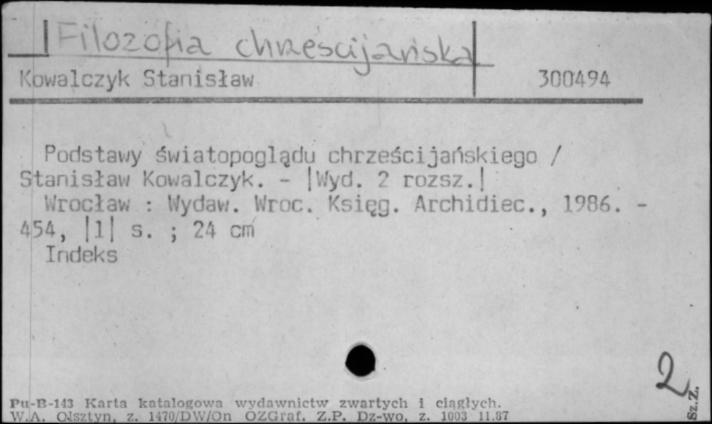 Filozofia chrześcijańska
Kowalczyk Stanisław 300494
Podstawy światopoglądu chrześcijańskiego /
Stanisław Kowalczyk. - |Wyd. 2 rozsz.|
Wrocław : Wydaw. Wroc. Księg. Archidiec., 1986. -
454, |1| s. ; 24 cm
Indeks
2
Sz.Z.
Pu-B-143 Karta katalogowa wydawnictw zwartych i ciągłych.
W.A. Olsztyn, z. 1470/DW/On OZGraf. Z.P. Dz-wo, z. 1003 11.87